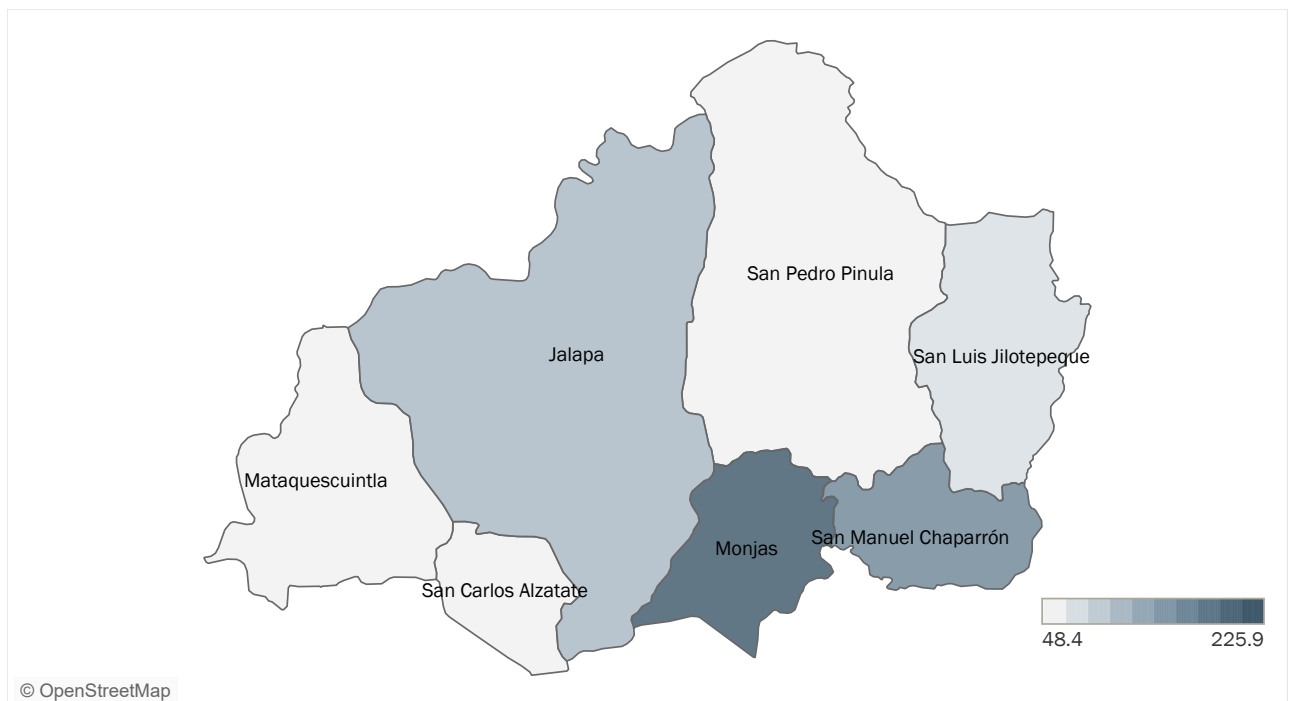 San Pedro Pinula
Jalapa
San Luis Jilotepeque
Mataquescuintla
San Manuel Chaparrón
Monjas
San Carlos Alzatate
48.4
225.9
© OpenStreetMap